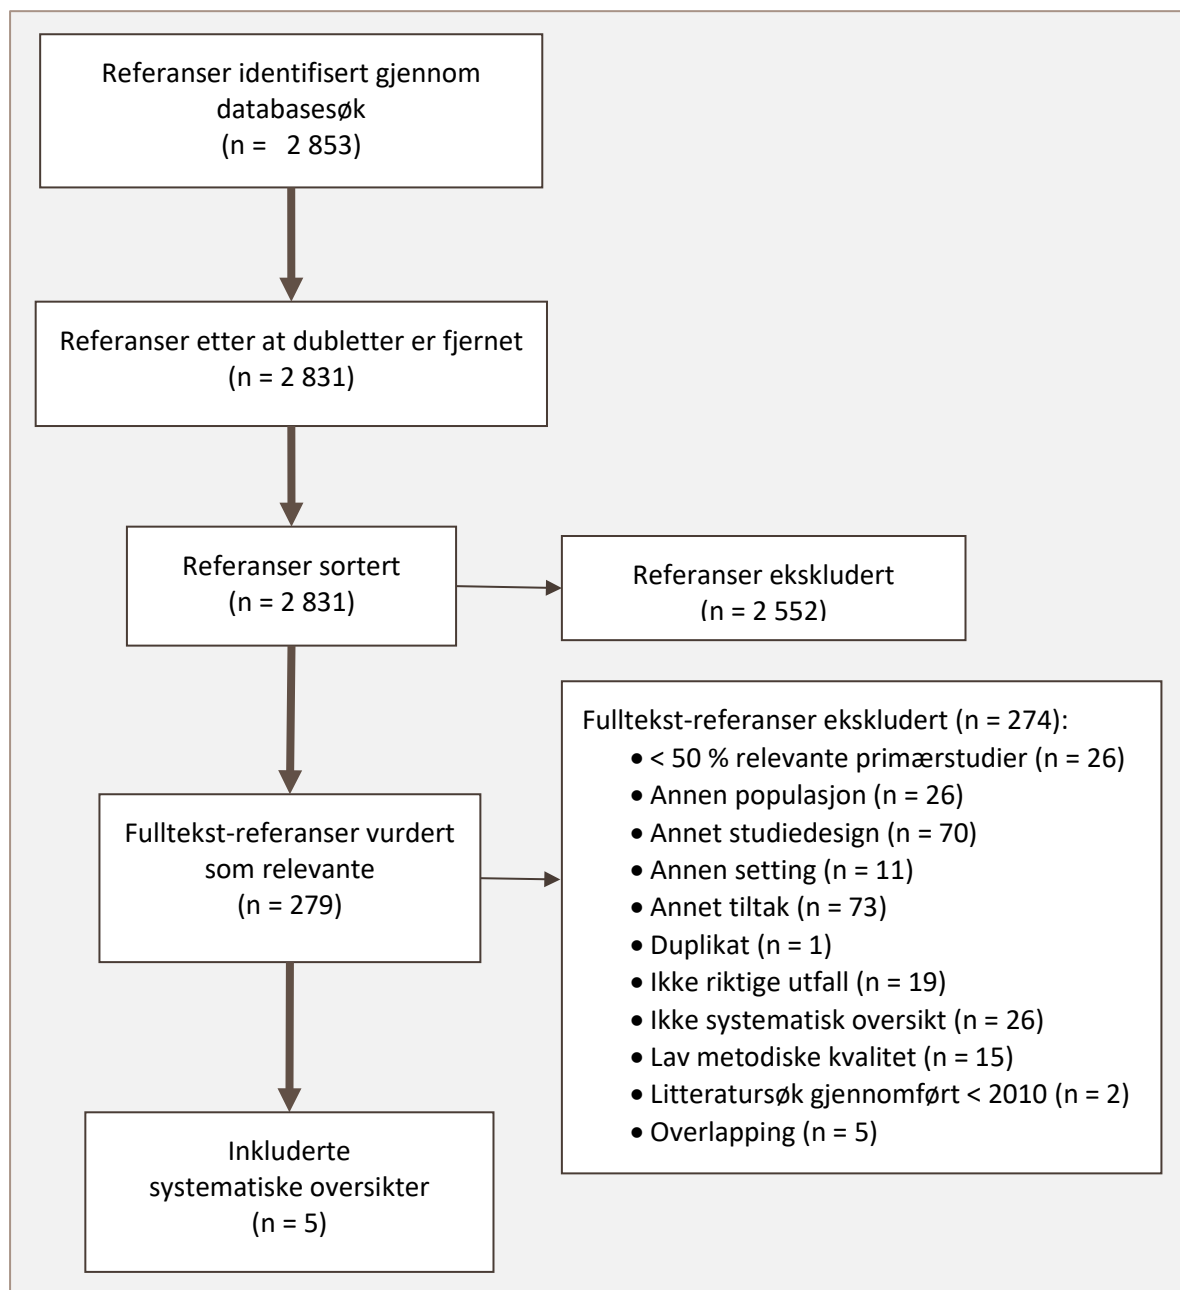 Referanser identifisert gjennom
databasesøk
(n = 2 853)
Referanser etter at dubletter er fjernet
(n = 2 831)
Referanser sortert
(n = 2 831)
Referanser ekskludert
(n = 2 552)
Fulltekst-referanser vurdert
som relevante
(n = 279)
Fulltekst-referanser ekskludert (n = 274):
• < 50 % relevante primærstudier (n = 26)
• Annen populasjon (n = 26)
• Annet studiedesign (n = 70)
• Annen setting (n = 11)
• Annet tiltak (n = 73)
• Duplikat (n = 1)
• Ikke riktige utfall (n = 19)
• Ikke systematisk oversikt (n = 26)
• Lav metodiske kvalitet (n = 15)
• Litteratursøk gjennomført < 2010 (n = 2)
• Overlapping (n = 5)
Inkluderte
systematiske oversikter
(n = 5)